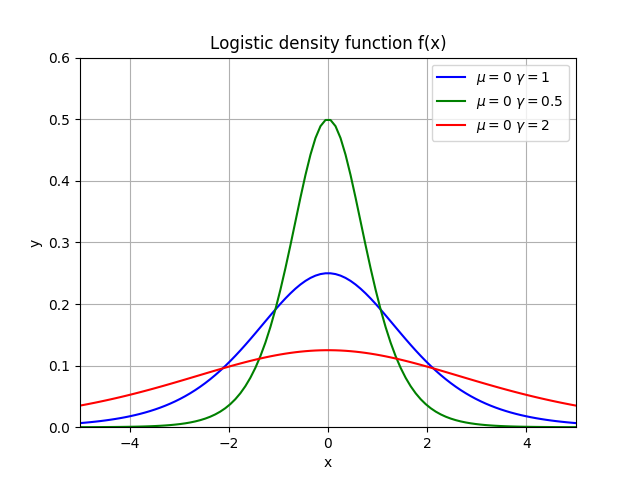 Logistic density function f(x)
μ = 0 γ = 1
μ = 0 γ = 0.5
μ = 0 γ = 2
y
0.6
0.5
0.4
0.3
0.2
0.1
0.0
−4 −2 0 2 4
x